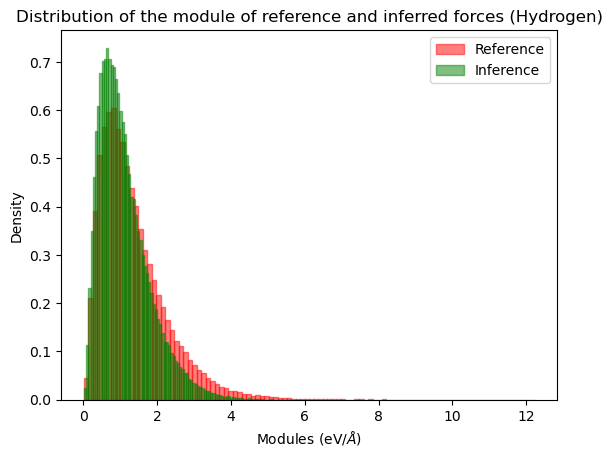 Distribution of the module of reference and inferred forces (Hydrogen)
Reference
Inference
0.7
0.6
0.5
0.4
0.3
0.2
0.1
0.0
Density
0 2 4 6 8 10 12
Modules (eV/Å)